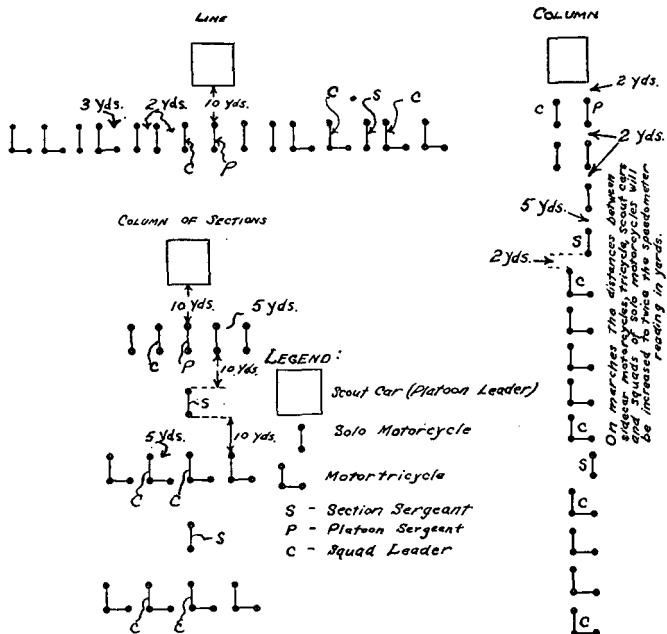 LINE
3 yds. 2 yds. 10 yds. C S C
C P
COLUMN OF SECTIONS
10 yds. 5 yds.
C P 10 yds.
S
5 yds. 10 yds.
C C
S
C C
LEGEND:
Scout Car (Platoon Leader)
Solo Motorcycle
Motortricycle
S - Section Sergeant
P - Platoon Sergeant
C - Squad Leader
COLUMN
2 yds.
C P
2 yds.
5 yds.
S
2 yds.
C
C
S
C
C
On marches the distances between
sidecar motorcycles, tricycle, scout cars
and squads of solo motorcycles will
be increased to twice the speedometer
reading in yards.